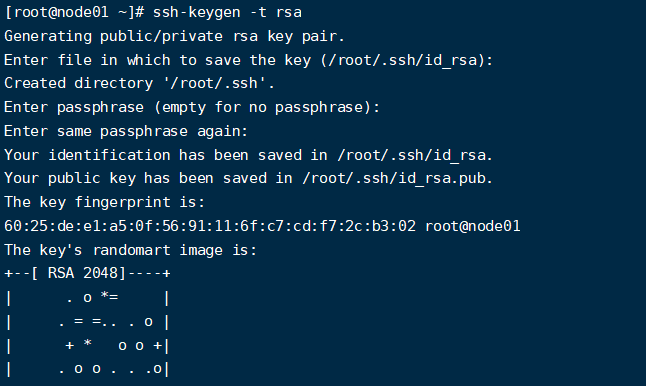 [root@node01 ~]# ssh-keygen -t rsa
Generating public/private rsa key pair.
Enter file in which to save the key (/root/.ssh/id_rsa):
Created directory '/root/.ssh'.
Enter passphrase (empty for no passphrase):
Enter same passphrase again:
Your identification has been saved in /root/.ssh/id_rsa.
Your public key has been saved in /root/.ssh/id_rsa.pub.
The key fingerprint is:
60:25:de:e1:a5:0f:56:91:11:6f:c7:cd:f7:2c:b3:02 root@node01
The key's randomart image is:
+--[ RSA 2048]----+
|      . o *=     |
|     . = =.. . o |
|      + *   o o +|
|     . o o . . .o|